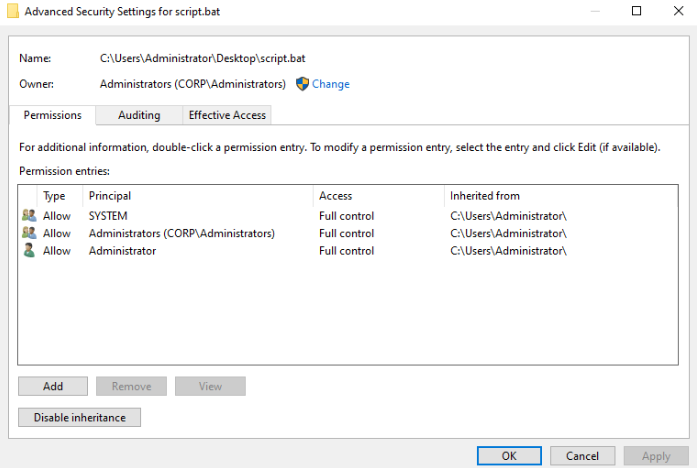 Advanced Security Settings for script.bat
Name: C:\Users\Administrator\Desktop\script.bat
Owner: Administrators (CORP\Administrators) Change
Permissions Auditing Effective Access
For additional information, double-click a permission entry. To modify a permission entry, select the entry and click Edit (if available).
Permission entries:
Type Principal Access Inherited from
Allow SYSTEM Full control C:\Users\Administrator\
Allow Administrators (CORP\Administrators) Full control C:\Users\Administrator\
Allow Administrator Full control C:\Users\Administrator\
Add Remove View
Disable inheritance
OK Cancel Apply